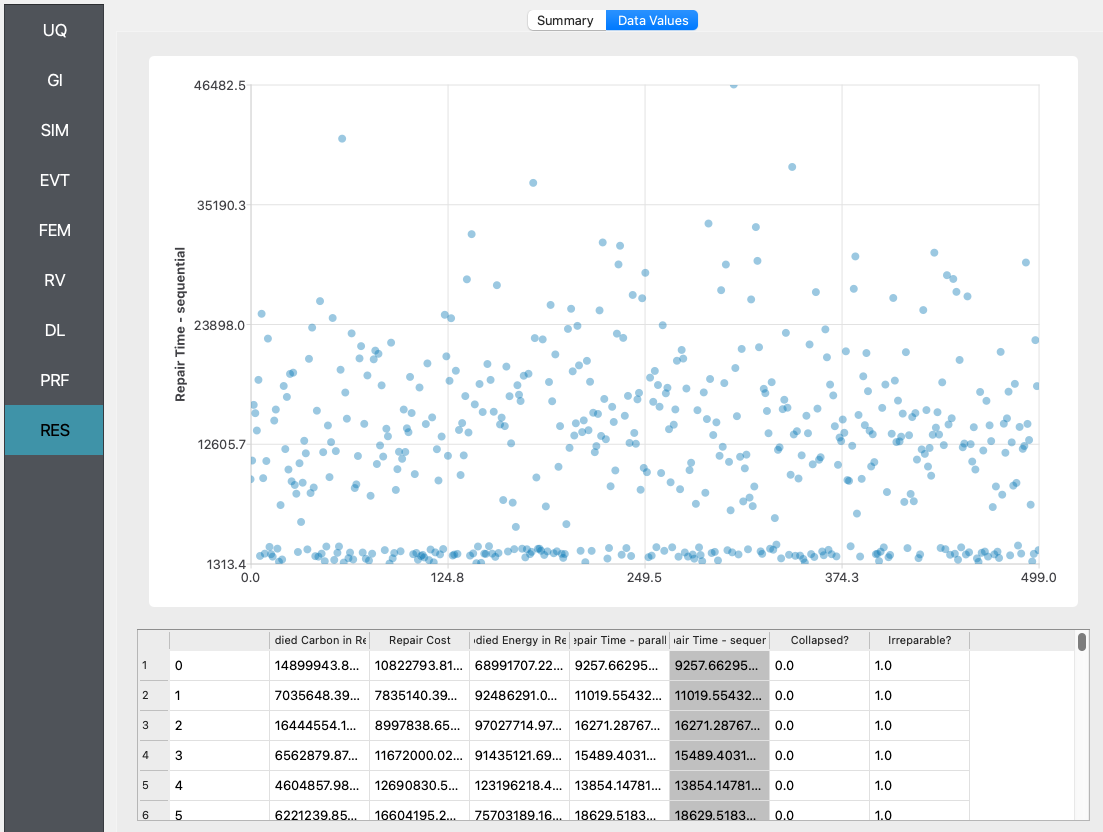 UQ
GI
SIM
EVT
FEM
RV
DL
PRF
RES
Summary Data Values
46482.5
35190.3
23898.0
12605.7
1313.4
Repair Time - sequential
0.0 124.8 249.5 374.3 499.0
died Carbon in Re Repair Cost died Energy in Re epair Time - parall air Time - sequer Collapsed? Irreparable?
1 0 14899943.8... 10822793.81... 68991707.22... 9257.66295... 9257.66295... 0.0 1.0
2 1 7035648.39... 7835140.39... 92486291.0... 11019.55432... 11019.55432... 0.0 1.0
3 2 16444554.1... 8997838.65... 97027714.97... 16271.28767... 16271.28767... 0.0 1.0
4 3 6562879.87... 11672000.02... 91435121.69... 15489.4031... 15489.4031... 0.0 1.0
5 4 4604857.98... 12690830.5... 123196218.4... 13854.14781... 13854.14781... 0.0 1.0
6 5 6221239.85... 16604195.2... 75703189.16... 18629.5183... 18629.5183... 0.0 1.0